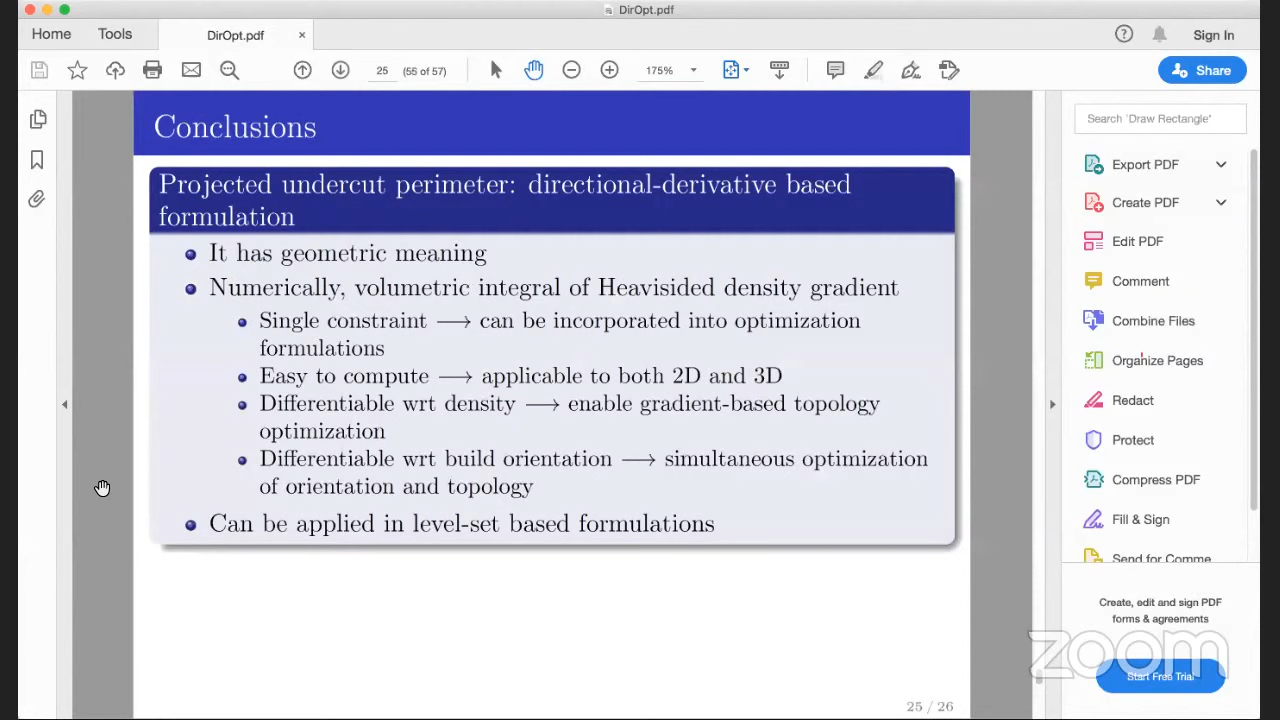 DirOpt.pdf
Home
Tools
DirOpt.pdf
×
?
Sign In
25
(56 of 57)
175%
Share
Conclusions
Projected undercut perimeter: directional-derivative based
formulation
It has geometric meaning
Numerically, volumetric integral of Heavisided density gradient
Single constraint ⟶ can be incorporated into optimization
formulations
Easy to compute ⟶ applicable to both 2D and 3D
Differentiable wrt density ⟶ enable gradient-based topology
optimization
Differentiable wrt build orientation ⟶ simultaneous optimization
of orientation and topology
Can be applied in level-set based formulations
25 / 26
Search 'Draw Rectangle'
Export PDF
Create PDF
Edit PDF
Comment
Combine Files
Organize Pages
Redact
Protect
Compress PDF
Fill & Sign
Send for Comme
Create, edit and sign PDF
forms & agreements
Start Free Trial
zoom